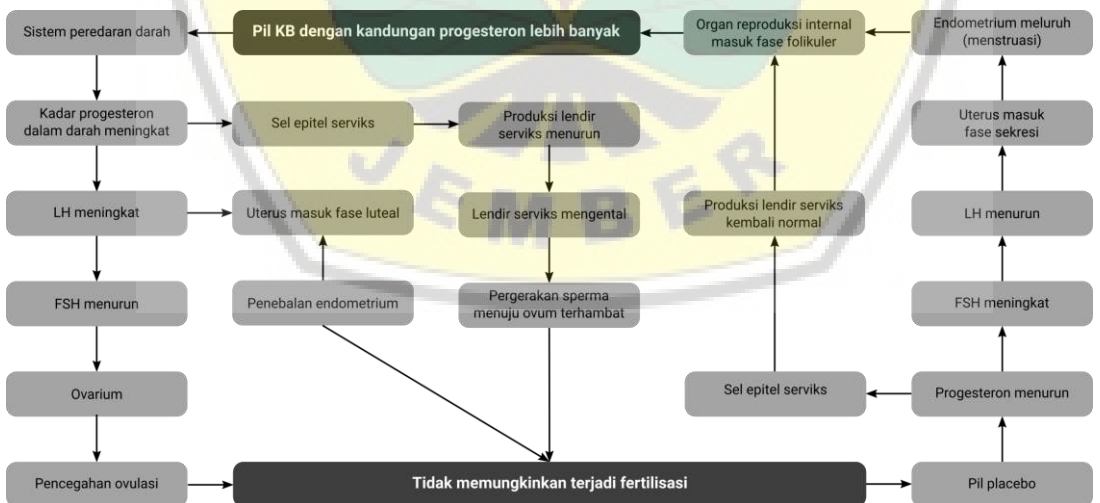 Sistem peredaran darah
Pil KB dengan kandungan progesteron lebih banyak
Organ reproduksi internal
masuk fase folikuler
Endometrium meluruh
(menstruasi)
Kadar progesteron
dalam darah meningkat
Sel epitel serviks
Produksi lendir
serviks menurun
Uterus masuk
fase sekresi
JEMBER
LH meningkat
Uterus masuk fase luteal
Lendir serviks mengental
Produksi lendir serviks
kembali normal
LH menurun
FSH menurun
Penebalan endometrium
Pergerakan sperma
menuju ovum terhambat
FSH meningkat
Ovarium
Sel epitel serviks
Progesteron menurun
Pencegahan ovulasi
Tidak memungkinkan terjadi fertilisasi
Pil placebo